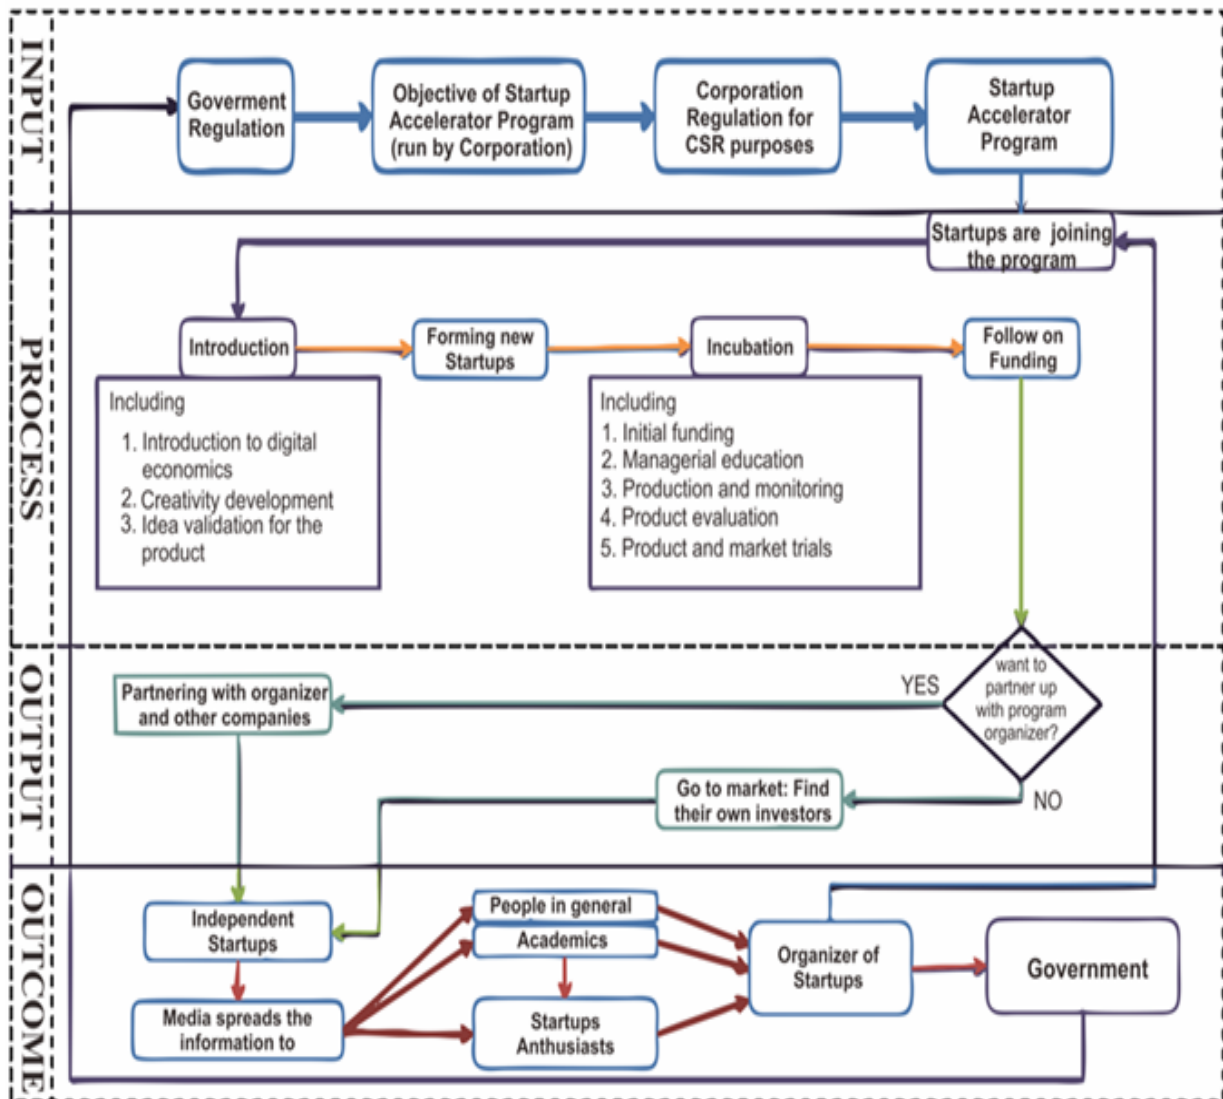 INPUT
Goverment
Regulation
Objective of Startup
Accelerator Program
(run by Corporation)
Corporation
Regulation for
CSR purposes
Startup
Accelerator
Program
PROCESS
Startups are joining
the program
Introduction
Forming new
Startups
Incubation
Follow on
Funding
Including
1. Introduction to digital
economics
2. Creativity development
3. Idea validation for the
product
Including
1. Initial funding
2. Managerial education
3. Production and monitoring
4. Product evaluation
5. Product and market trials
OUTPUT
want to
partner up
with program
organizer?
YES
NO
Partnering with organizer
and other companies
Go to market: Find
their own investors
OUTCOME
Independent
Startups
Media spreads the
information to
People in general
Academics
Startups
Anthusiasts
Organizer of
Startups
Government